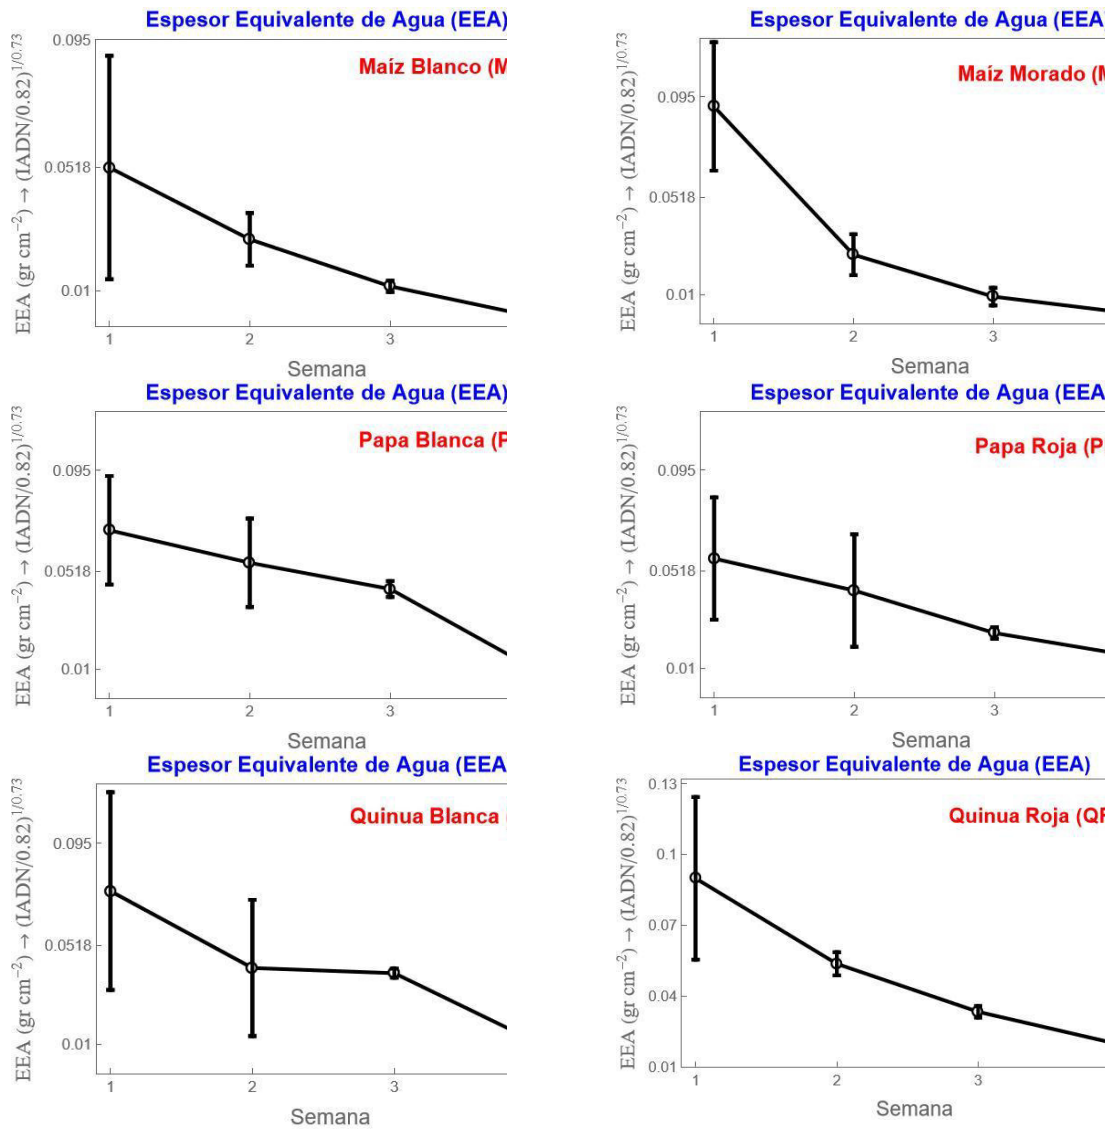 Espesor Equivalente de Agua (EEA)
Maíz Blanco (M
EEA (gr cm⁻²) → (IADN/0.82)^1/0.73
0.095
0.0518
0.01
1 2 3
Semana
Espesor Equivalente de Agua (EEA
Maíz Morado (M
EEA (gr cm⁻²) → (IADN/0.82)^1/0.73
0.095
0.0518
0.01
1 2 3
Semana
Espesor Equivalente de Agua (EEA)
Papa Blanca (P
EEA (gr cm⁻²) → (IADN/0.82)^1/0.73
0.095
0.0518
0.01
1 2 3
Semana
Espesor Equivalente de Agua (EEA
Papa Roja (P
EEA (gr cm⁻²) → (IADN/0.82)^1/0.73
0.095
0.0518
0.01
1 2 3
Semana
Espesor Equivalente de Agua (EEA
Quinua Blanca (
EEA (gr cm⁻²) → (IADN/0.82)^1/0.73
0.095
0.0518
0.01
1 2 3
Semana
Espesor Equivalente de Agua (EEA)
Quinua Roja (QR
EEA (gr cm⁻²) → (IADN/0.82)^1/0.73
0.13
0.1
0.07
0.04
0.01
1 2 3
Semana